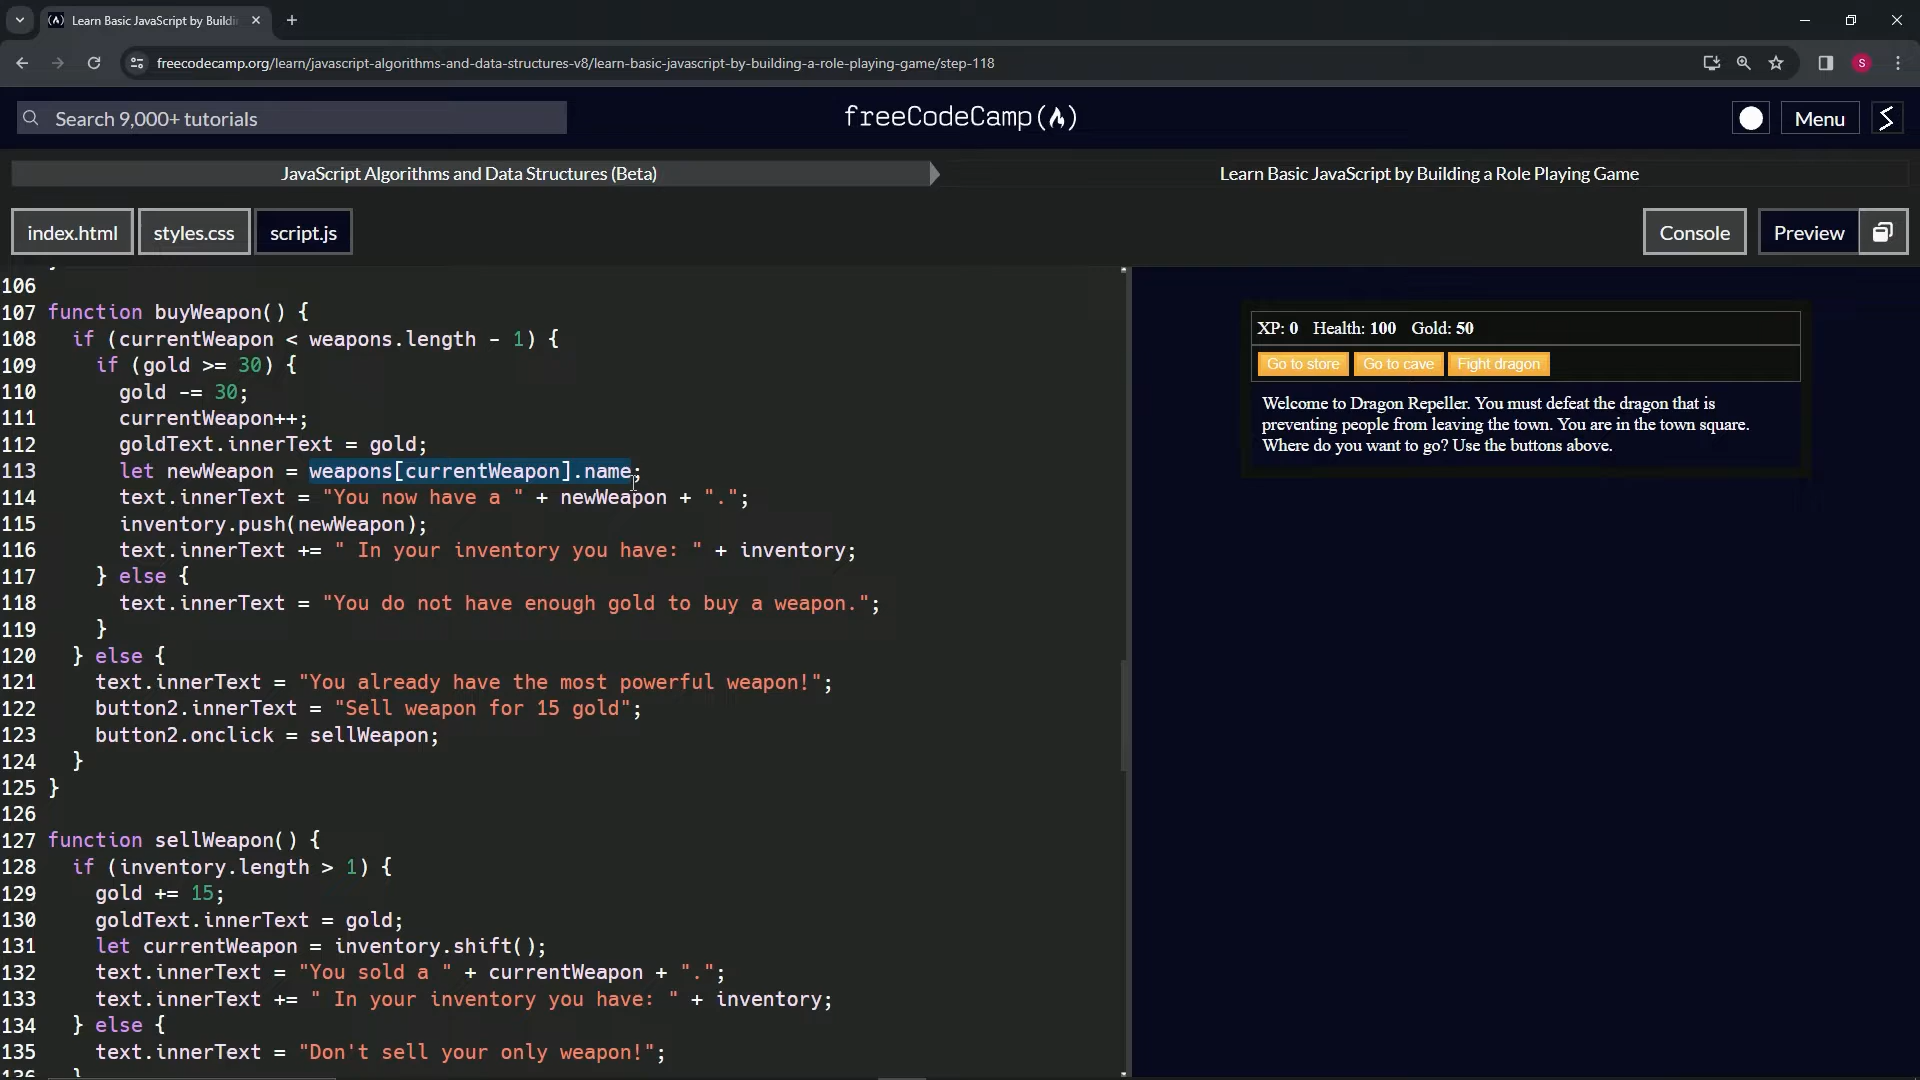 Learn Basic JavaScript by Buildi
freecodecamp.org/learn/javascript-algorithms-and-data-structures-v8/learn-basic-javascript-by-building-a-role-playing-game/step-118
S
Search 9,000+ tutorials
freeCodeCamp
Menu
JavaScript Algorithms and Data Structures (Beta)
Learn Basic JavaScript by Building a Role Playing Game
index.html
styles.css
script.js
Console
Preview
106
107 function buyWeapon() {
108 if (currentWeapon < weapons.length - 1) {
109 if (gold >= 30) {
110 gold -= 30;
111 currentWeapon++;
112 goldText.innerText = gold;
113 let newWeapon = weapons[currentWeapon].name;
114 text.innerText = "You now have a " + newWeapon + ".";
115 inventory.push(newWeapon);
116 text.innerText += " In your inventory you have: " + inventory;
117 } else {
118 text.innerText = "You do not have enough gold to buy a weapon.";
119 }
120 } else {
121 text.innerText = "You already have the most powerful weapon!";
122 button2.innerText = "Sell weapon for 15 gold";
123 button2.onclick = sellWeapon;
124 }
125 }
126
127 function sellWeapon() {
128 if (inventory.length > 1) {
129 gold += 15;
130 goldText.innerText = gold;
131 let currentWeapon = inventory.shift();
132 text.innerText = "You sold a " + currentWeapon + ".";
133 text.innerText += " In your inventory you have: " + inventory;
134 } else {
135 text.innerText = "Don't sell your only weapon!";
136 }
XP: 0 Health: 100 Gold: 50
Go to store
Go to cave
Fight dragon
Welcome to Dragon Repeller. You must defeat the dragon that is
preventing people from leaving the town. You are in the town square.
Where do you want to go? Use the buttons above.